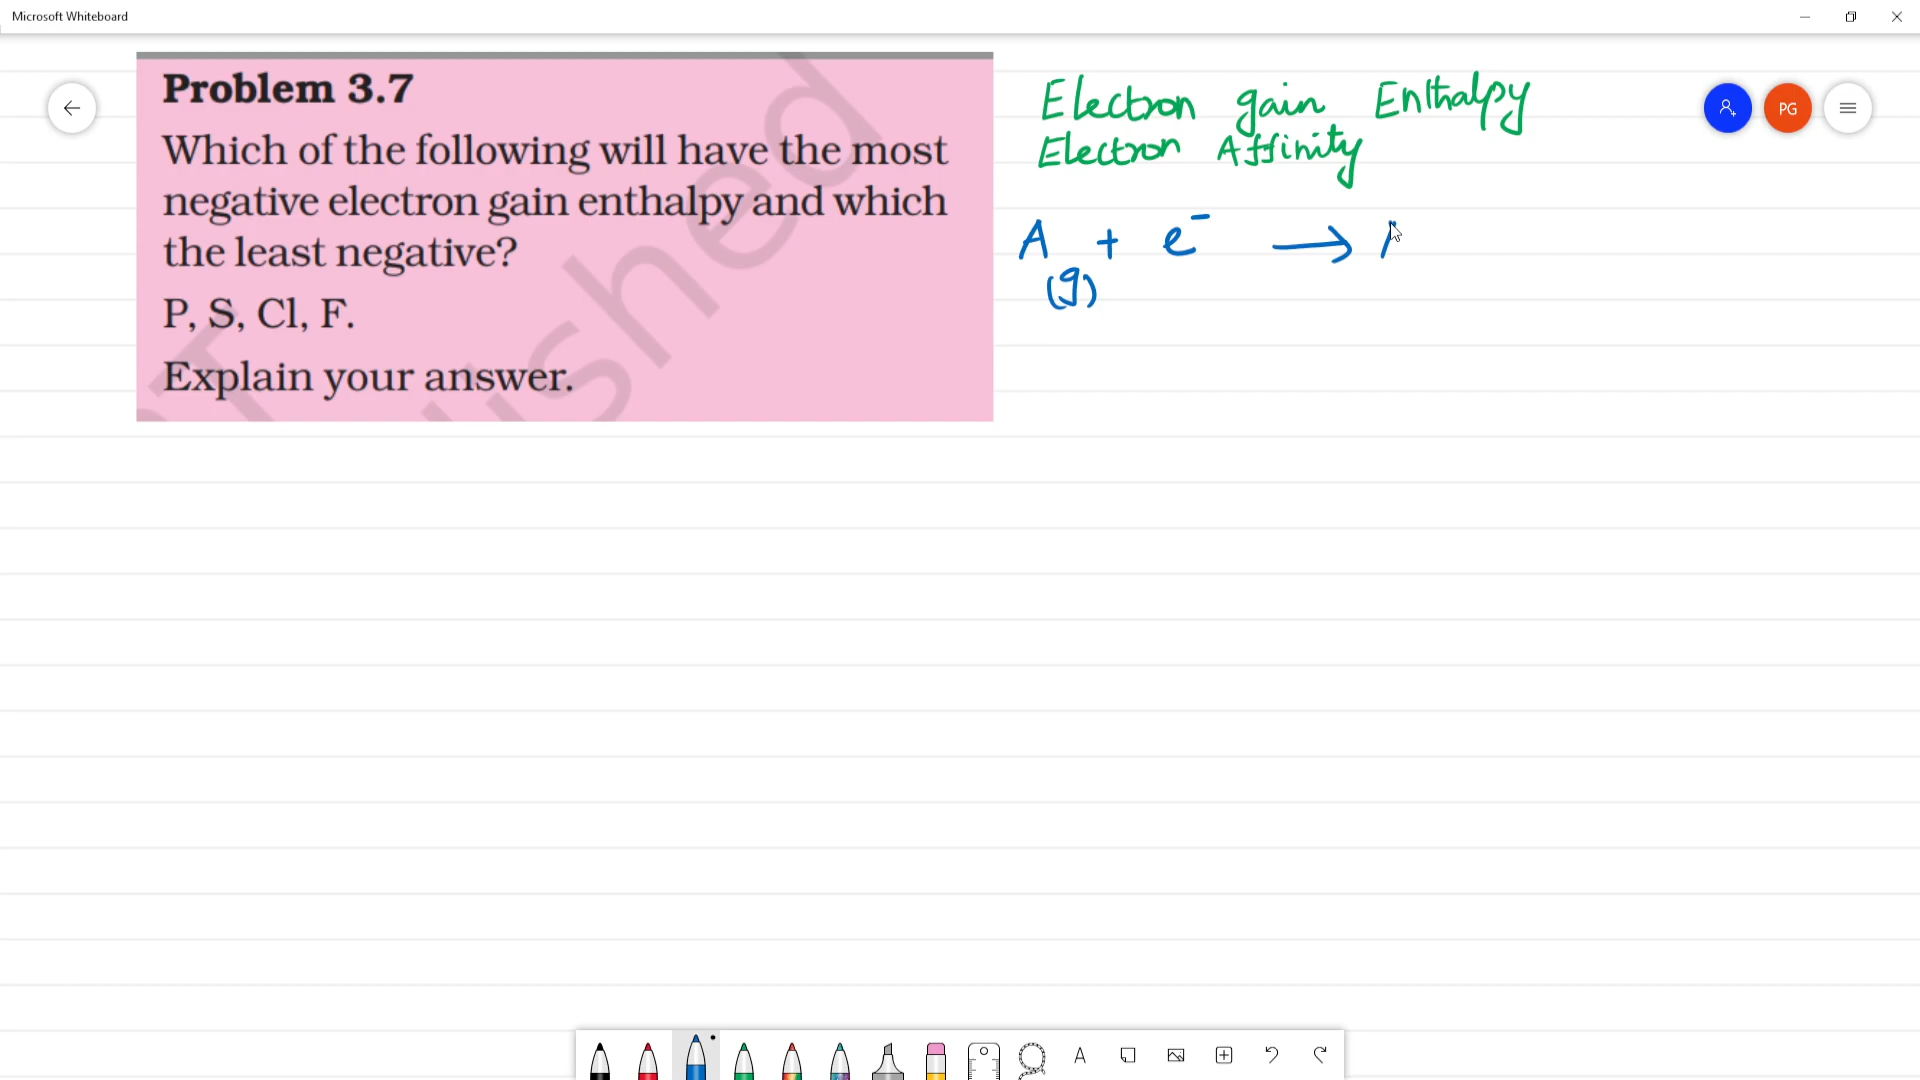 Microsoft Whiteboard
Problem 3.7
Which of the following will have the most
negative electron gain enthalpy and which
the least negative?
P, S, Cl, F.
Explain your answer.
Electron gain Enthalpy
Electron Affinity
A + e⁻ →
(g)
PG
T
lished
A